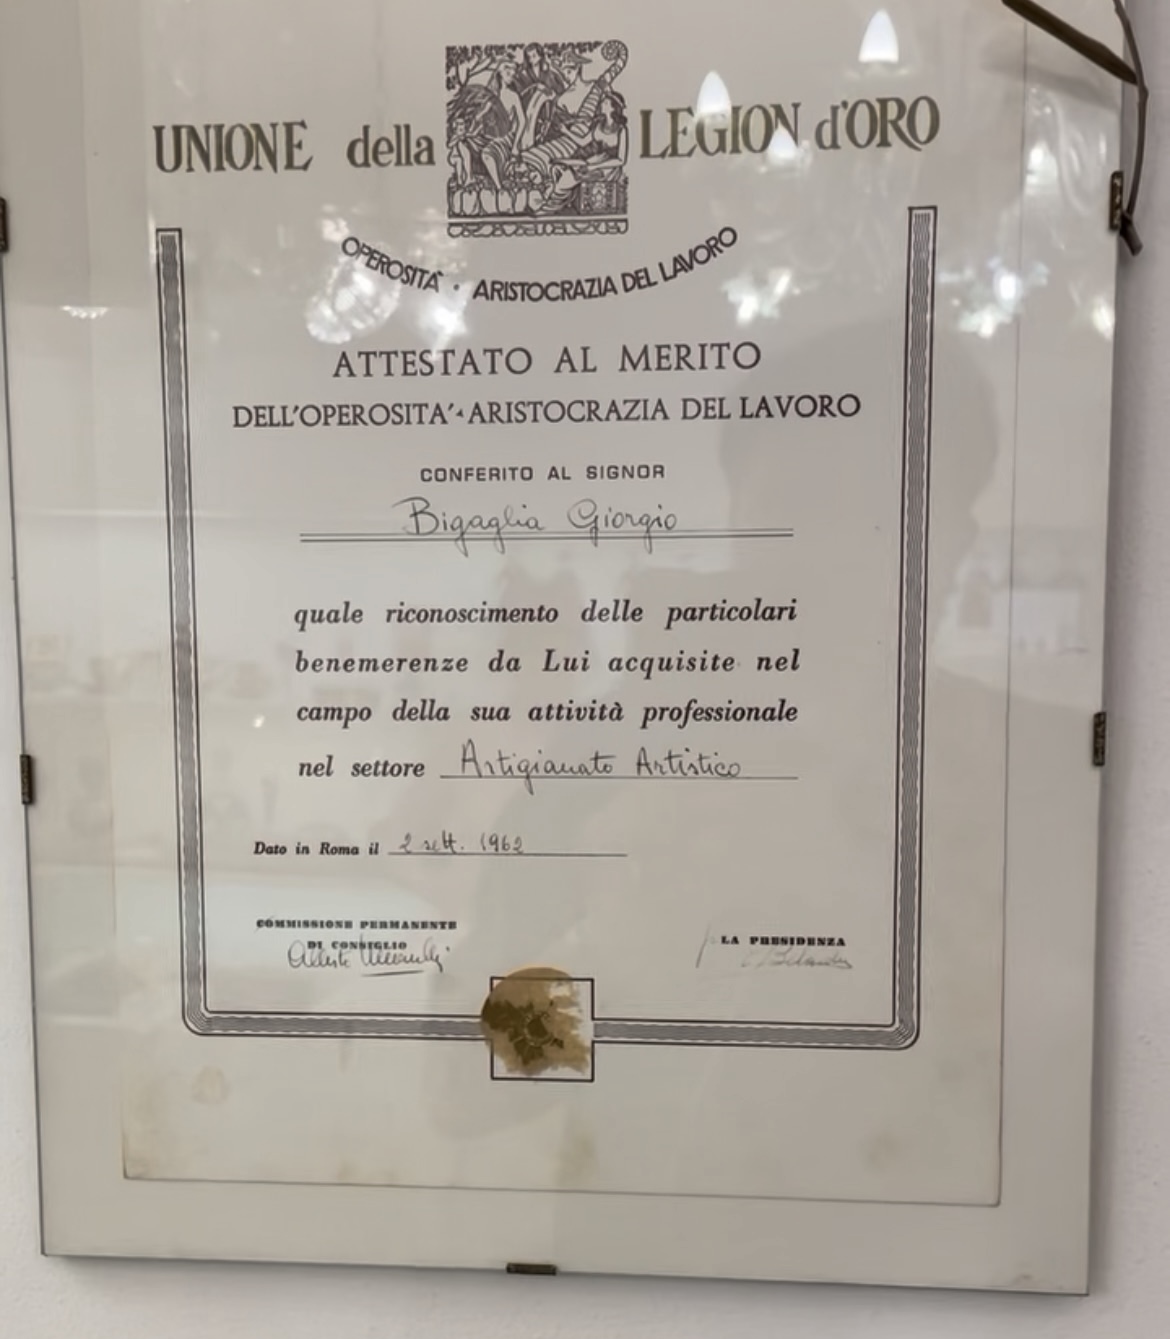 UNIONE della LEGION d'ORO
OPEROSITA' · ARISTOCRAZIA DEL LAVORO
ATTESTATO AL MERITO
DELL'OPEROSITA'·ARISTOCRAZIA DEL LAVORO
CONFERITO AL SIGNOR
Bigaglia Giorgio
quale riconoscimento delle particolari
benemerenze da Lui acquisite nel
campo della sua attività professionale
nel settore Artigianato Artistico
Dato in Roma il 2 sett. 1962
COMMISSIONE PERMANENTE
DI CONSIGLIO
LA PRESIDENZA